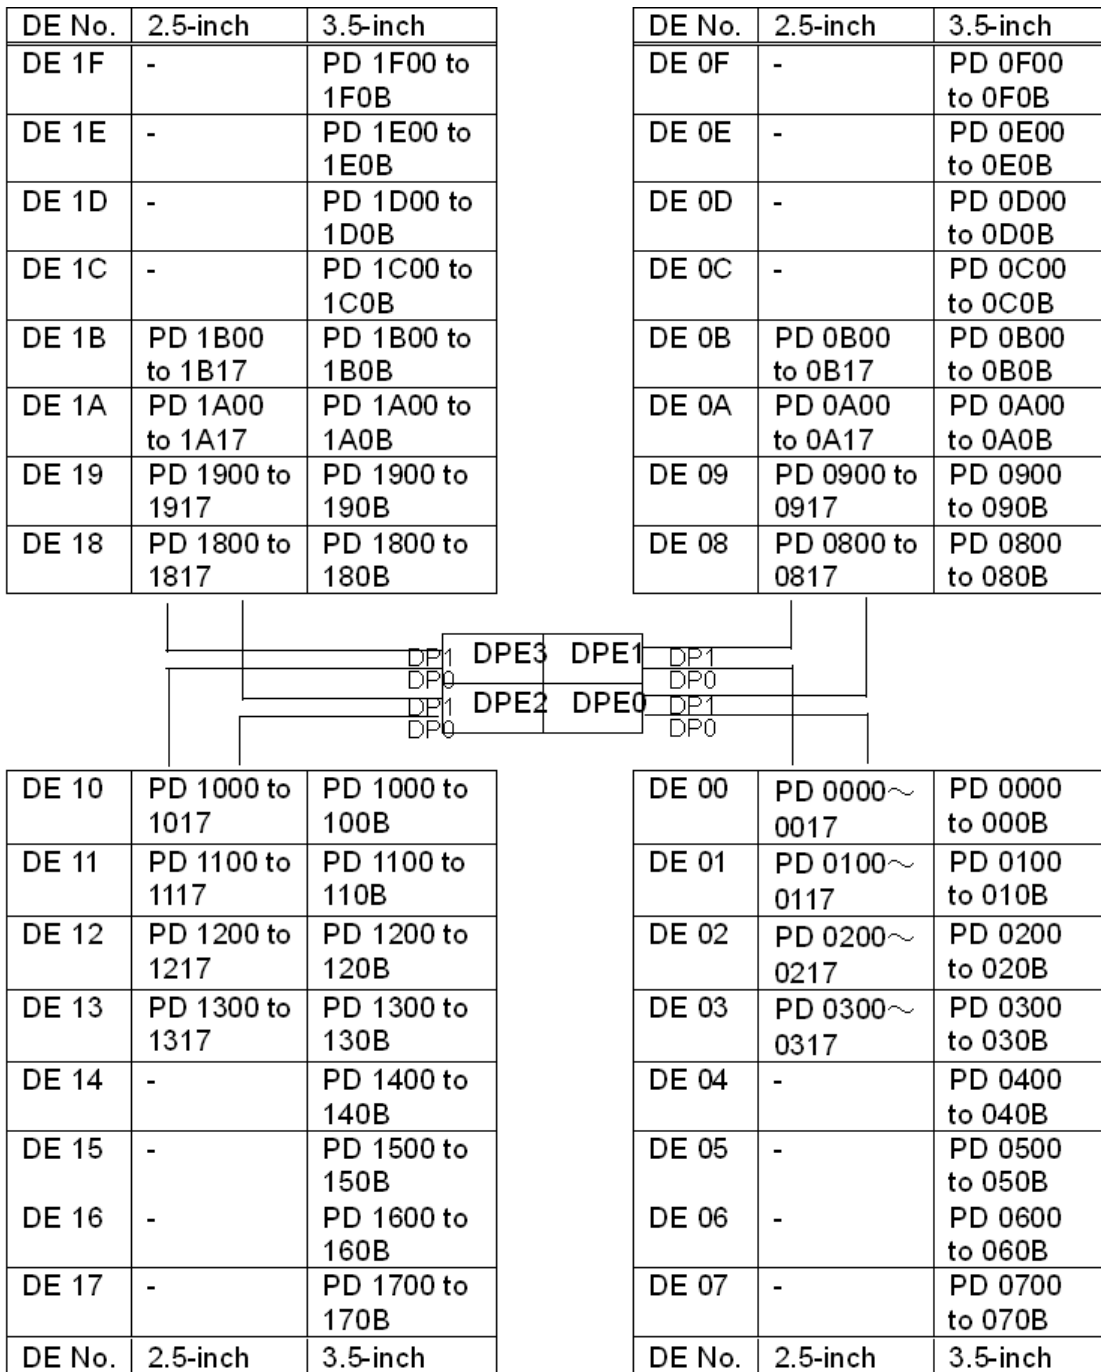 DE No. 2.5-inch 3.5-inch
DE 1F - PD 1F00 to
1F0B
DE 1E - PD 1E00 to
1E0B
DE 1D - PD 1D00 to
1D0B
DE 1C - PD 1C00 to
1C0B
DE 1B PD 1B00 PD 1B00 to
to 1B17 1B0B
DE 1A PD 1A00 PD 1A00 to
to 1A17 1A0B
DE 19 PD 1900 to PD 1900 to
1917 190B
DE 18 PD 1800 to PD 1800 to
1817 180B
DE No. 2.5-inch 3.5-inch
DE 0F - PD 0F00
to 0F0B
DE 0E - PD 0E00
to 0E0B
DE 0D - PD 0D00
to 0D0B
DE 0C - PD 0C00
to 0C0B
DE 0B PD 0B00 PD 0B00
to 0B17 to 0B0B
DE 0A PD 0A00 PD 0A00
to 0A17 to 0A0B
DE 09 PD 0900 to PD 0900
0917 to 090B
DE 08 PD 0800 to PD 0800
0817 to 080B
DP1 DPE3 DPE1 DP1
DP0 DP0
DP1 DPE2 DPE0 DP1
DP0 DP0
DE 10 PD 1000 to PD 1000 to
1017 100B
DE 11 PD 1100 to PD 1100 to
1117 110B
DE 12 PD 1200 to PD 1200 to
1217 120B
DE 13 PD 1300 to PD 1300 to
1317 130B
DE 14 - PD 1400 to
140B
DE 15 - PD 1500 to
150B
DE 16 - PD 1600 to
160B
DE 17 - PD 1700 to
170B
DE No. 2.5-inch 3.5-inch
DE 00 PD 0000～ PD 0000
0017 to 000B
DE 01 PD 0100～ PD 0100
0117 to 010B
DE 02 PD 0200～ PD 0200
0217 to 020B
DE 03 PD 0300～ PD 0300
0317 to 030B
DE 04 - PD 0400
to 040B
DE 05 - PD 0500
to 050B
DE 06 - PD 0600
to 060B
DE 07 - PD 0700
to 070B
DE No. 2.5-inch 3.5-inch